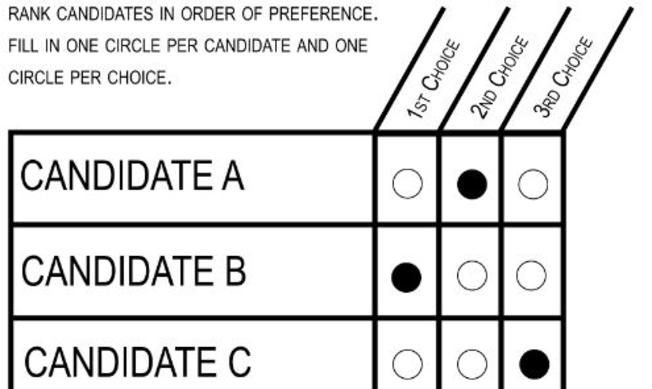 RANK CANDIDATES IN ORDER OF PREFERENCE.
FILL IN ONE CIRCLE PER CANDIDATE AND ONE
CIRCLE PER CHOICE.
1ST CHOICE
2ND CHOICE
3RD CHOICE
CANDIDATE A
CANDIDATE B
CANDIDATE C